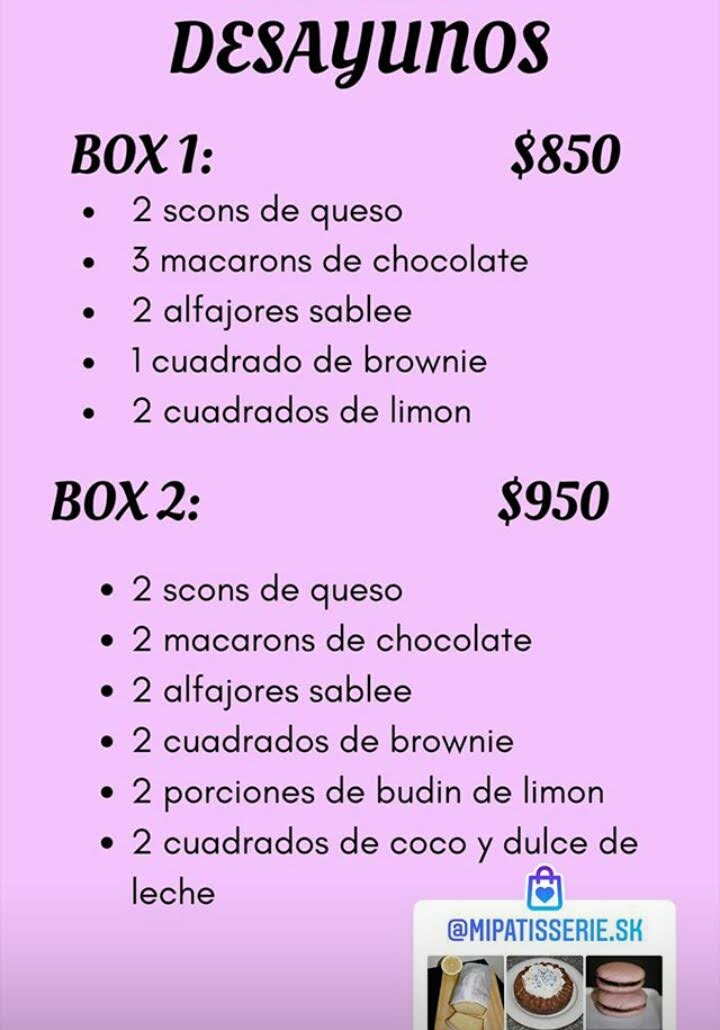 DESAYUNOS
BOX 1: $850
• 2 scons de queso
• 3 macarons de chocolate
• 2 alfajores sablee
• 1 cuadrado de brownie
• 2 cuadrados de limon
BOX 2: $950
• 2 scons de queso
• 2 macarons de chocolate
• 2 alfajores sablee
• 2 cuadrados de brownie
• 2 porciones de budin de limon
• 2 cuadrados de coco y dulce de
leche
@MIPATISSERIE.SK